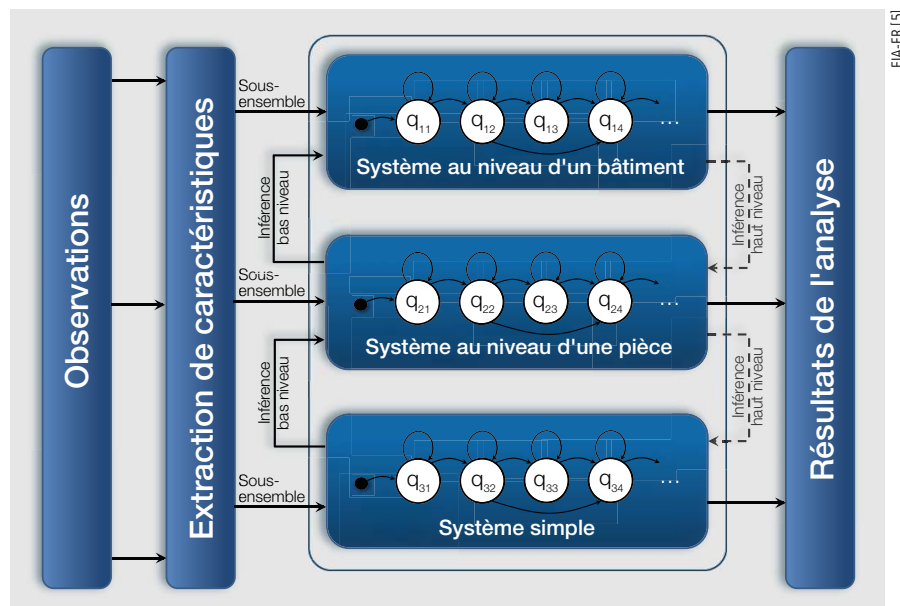 Observations
Extraction de caractéristiques
Sous-
ensemble
q11
q12
q13
q14
...
Système au niveau d'un bâtiment
Inférence
bas niveau
Inférence
haut niveau
Sous-
ensemble
q21
q22
q23
q24
...
Système au niveau d'une pièce
Inférence
bas niveau
Inférence
haut niveau
Sous-
ensemble
q31
q32
q33
q34
...
Système simple
Résultats de l'analyse
EIA-FR [5]